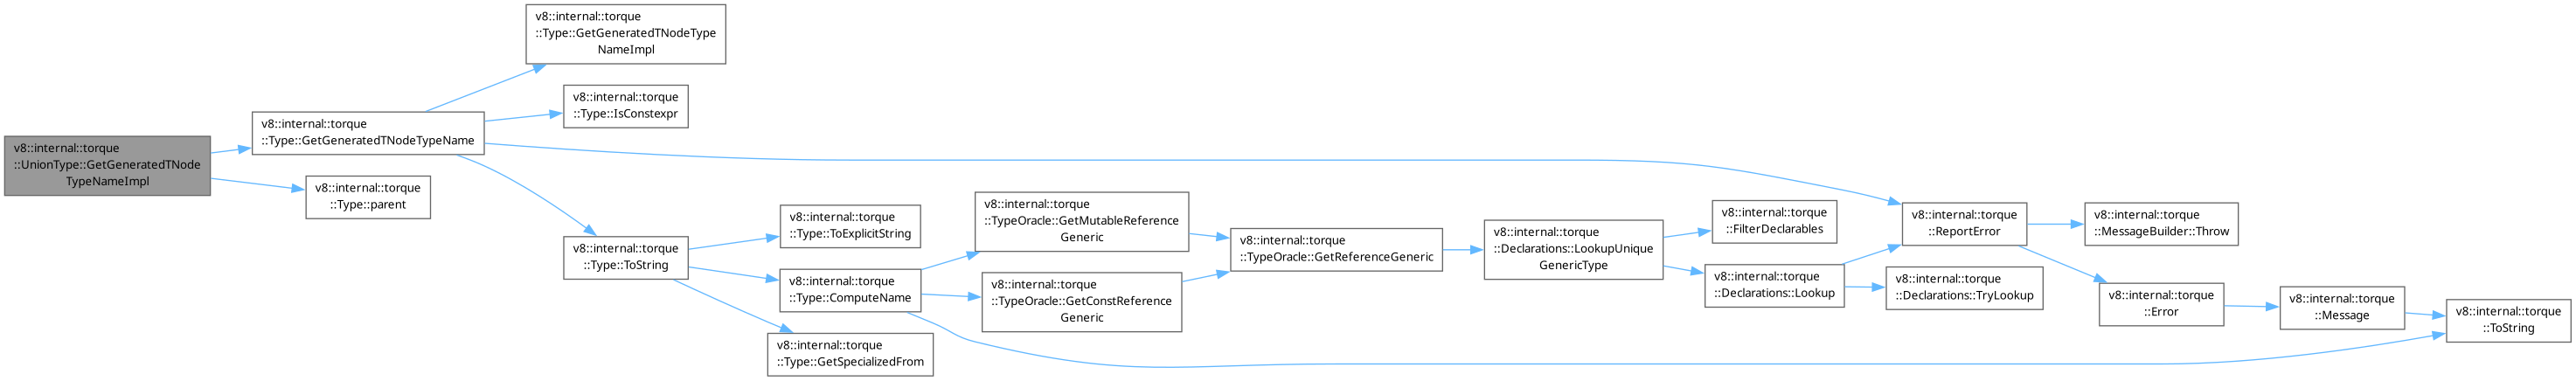 v8::internal::torque
::UnionType::GetGeneratedTNode
TypeNameImpl
v8::internal::torque
::Type::GetGeneratedTNodeTypeName
v8::internal::torque
::Type::parent
v8::internal::torque
::Type::GetGeneratedTNodeType
NameImpl
v8::internal::torque
::Type::IsConstexpr
v8::internal::torque
::Type::ToString
v8::internal::torque
::Type::ToExplicitString
v8::internal::torque
::Type::ComputeName
v8::internal::torque
::Type::GetSpecializedFrom
v8::internal::torque
::TypeOracle::GetMutableReference
Generic
v8::internal::torque
::TypeOracle::GetConstReference
Generic
v8::internal::torque
::TypeOracle::GetReferenceGeneric
v8::internal::torque
::Declarations::LookupUnique
GenericType
v8::internal::torque
::FilterDeclarables
v8::internal::torque
::Declarations::Lookup
v8::internal::torque
::ReportError
v8::internal::torque
::Declarations::TryLookup
v8::internal::torque
::MessageBuilder::Throw
v8::internal::torque
::Error
v8::internal::torque
::Message
v8::internal::torque
::ToString